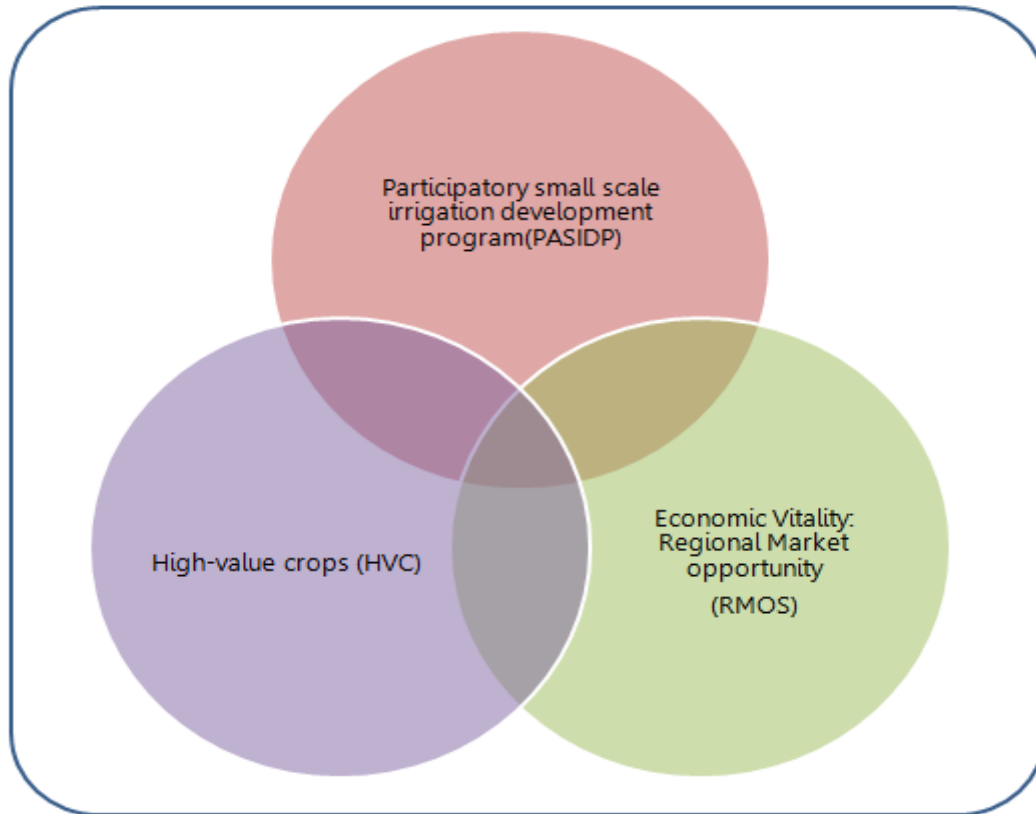 Participatory small scale
irrigation development
program(PASIDP)
High-value crops (HVC)
Economic Vitality:
Regional Market
opportunity
(RMOS)